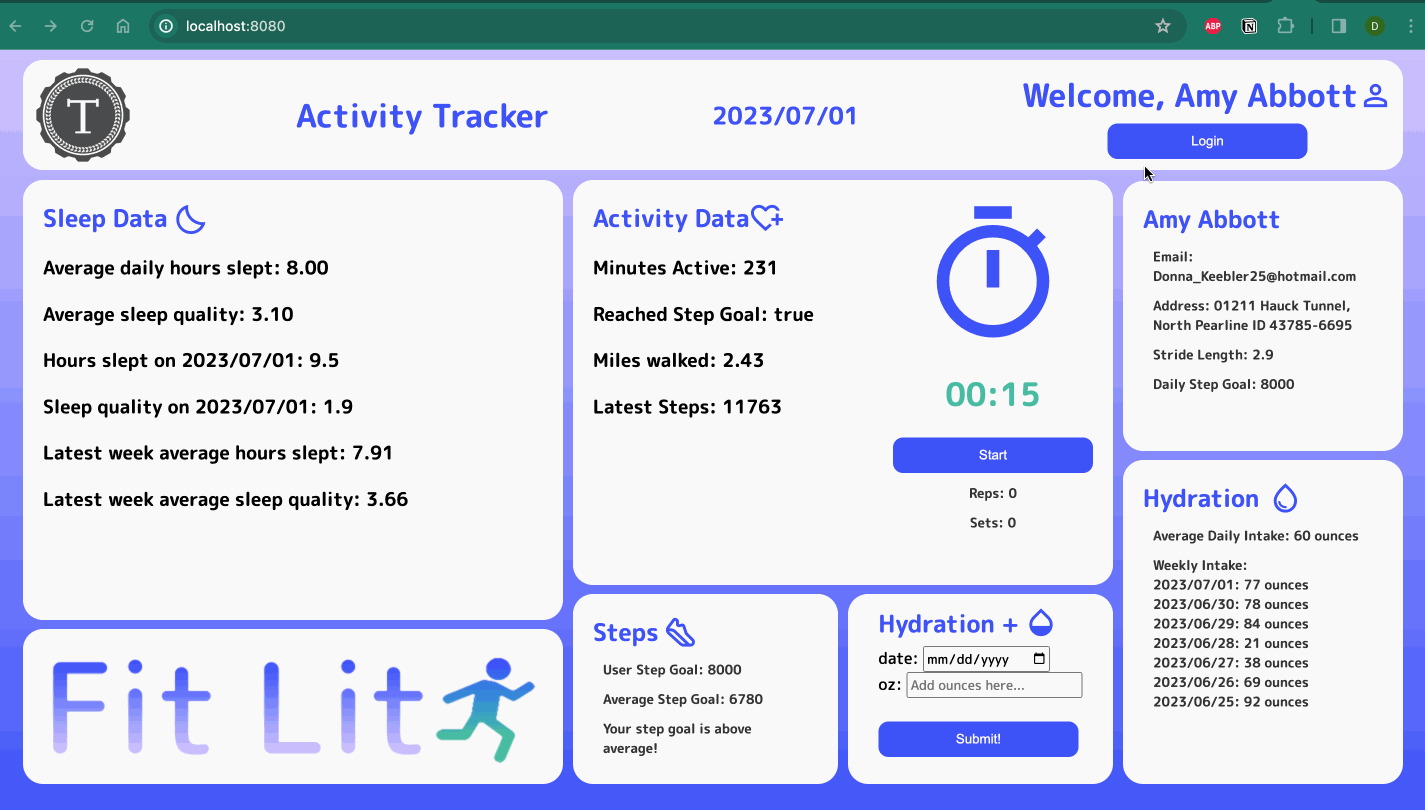 localhost:8080
ABP
D
T
Activity Tracker
2023/07/01
Welcome, Amy Abbott
Login
Sleep Data
Average daily hours slept: 8.00
Average sleep quality: 3.10
Hours slept on 2023/07/01: 9.5
Sleep quality on 2023/07/01: 1.9
Latest week average hours slept: 7.91
Latest week average sleep quality: 3.66
Activity Data
Minutes Active: 231
Reached Step Goal: true
Miles walked: 2.43
Latest Steps: 11763
00:15
Start
Reps: 0
Sets: 0
Amy Abbott
Email:
Donna_Keebler25@hotmail.com
Address: 01211 Hauck Tunnel,
North Pearline ID 43785-6695
Stride Length: 2.9
Daily Step Goal: 8000
Fit Lit
Steps
User Step Goal: 8000
Average Step Goal: 6780
Your step goal is above
average!
Hydration +
date: mm/dd/yyyy
oz: Add ounces here...
Submit!
Hydration
Average Daily Intake: 60 ounces
Weekly Intake:
2023/07/01: 77 ounces
2023/06/30: 78 ounces
2023/06/29: 84 ounces
2023/06/28: 21 ounces
2023/06/27: 38 ounces
2023/06/26: 69 ounces
2023/06/25: 92 ounces